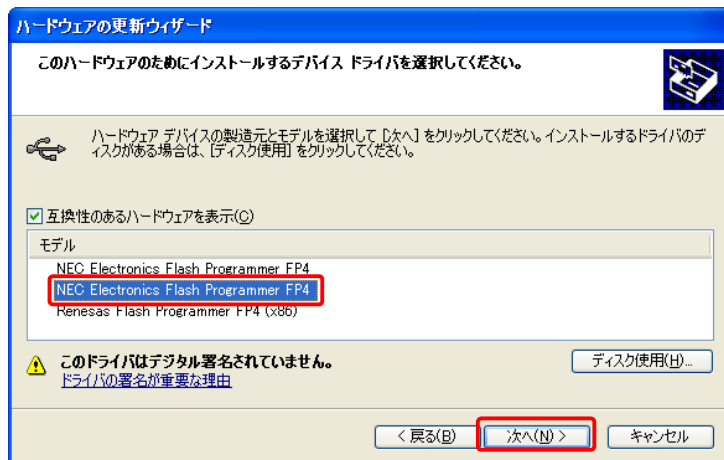 ハードウェアの更新ウィザード
このハードウェアのためにインストールするデバイス ドライバを選択してください。
ハードウェア デバイスの製造元とモデルを選択して [次へ] をクリックしてください。インストールするドライバのデ
ィスクがある場合は、[ディスク使用] をクリックしてください。
互換性のあるハードウェアを表示(C)
モデル
NEC Electronics Flash Programmer FP4
NEC Electronics Flash Programmer FP4
Renesas Flash Programmer FP4 (x86)
このドライバはデジタル署名されていません。
ディスク使用(H)...
ドライバの署名が重要な理由
< 戻る(B)
次へ(N) >
キャンセル